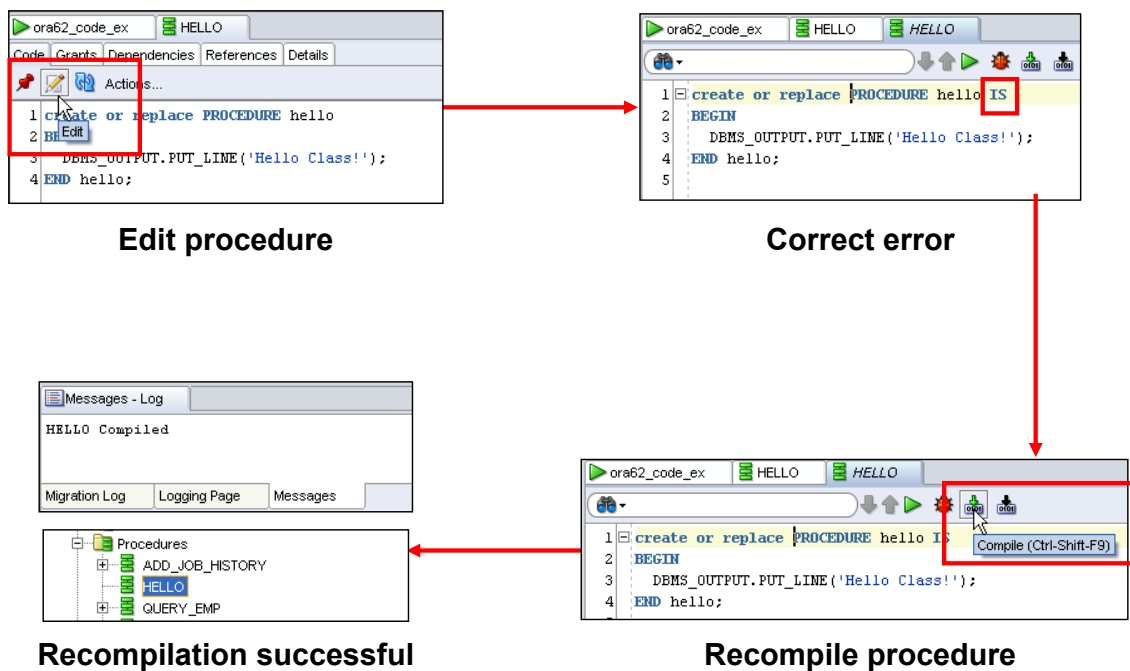 ora62_code_ex HELLO
Code Grants Dependencies References Details
Actions...
1 create or replace PROCEDURE hello
2 BE
Edit
3 DBMS_OUTPUT.PUT_LINE('Hello Class!');
4 END hello;
Edit procedure
ora62_code_ex HELLO HELLO
1 create or replace PROCEDURE hello IS
2 BEGIN
3 DBMS_OUTPUT.PUT_LINE('Hello Class!');
4 END hello;
5
Correct error
Messages - Log
HELLO Compiled
Migration Log Logging Page Messages
Procedures
ADD_JOB_HISTORY
HELLO
QUERY_EMP
Recompilation successful
ora62_code_ex HELLO HELLO
1 create or replace PROCEDURE hello IS
Compile (Ctrl-Shift-F9)
2 BEGIN
3 DBMS_OUTPUT.PUT_LINE('Hello Class!');
4 END hello;
Recompile procedure